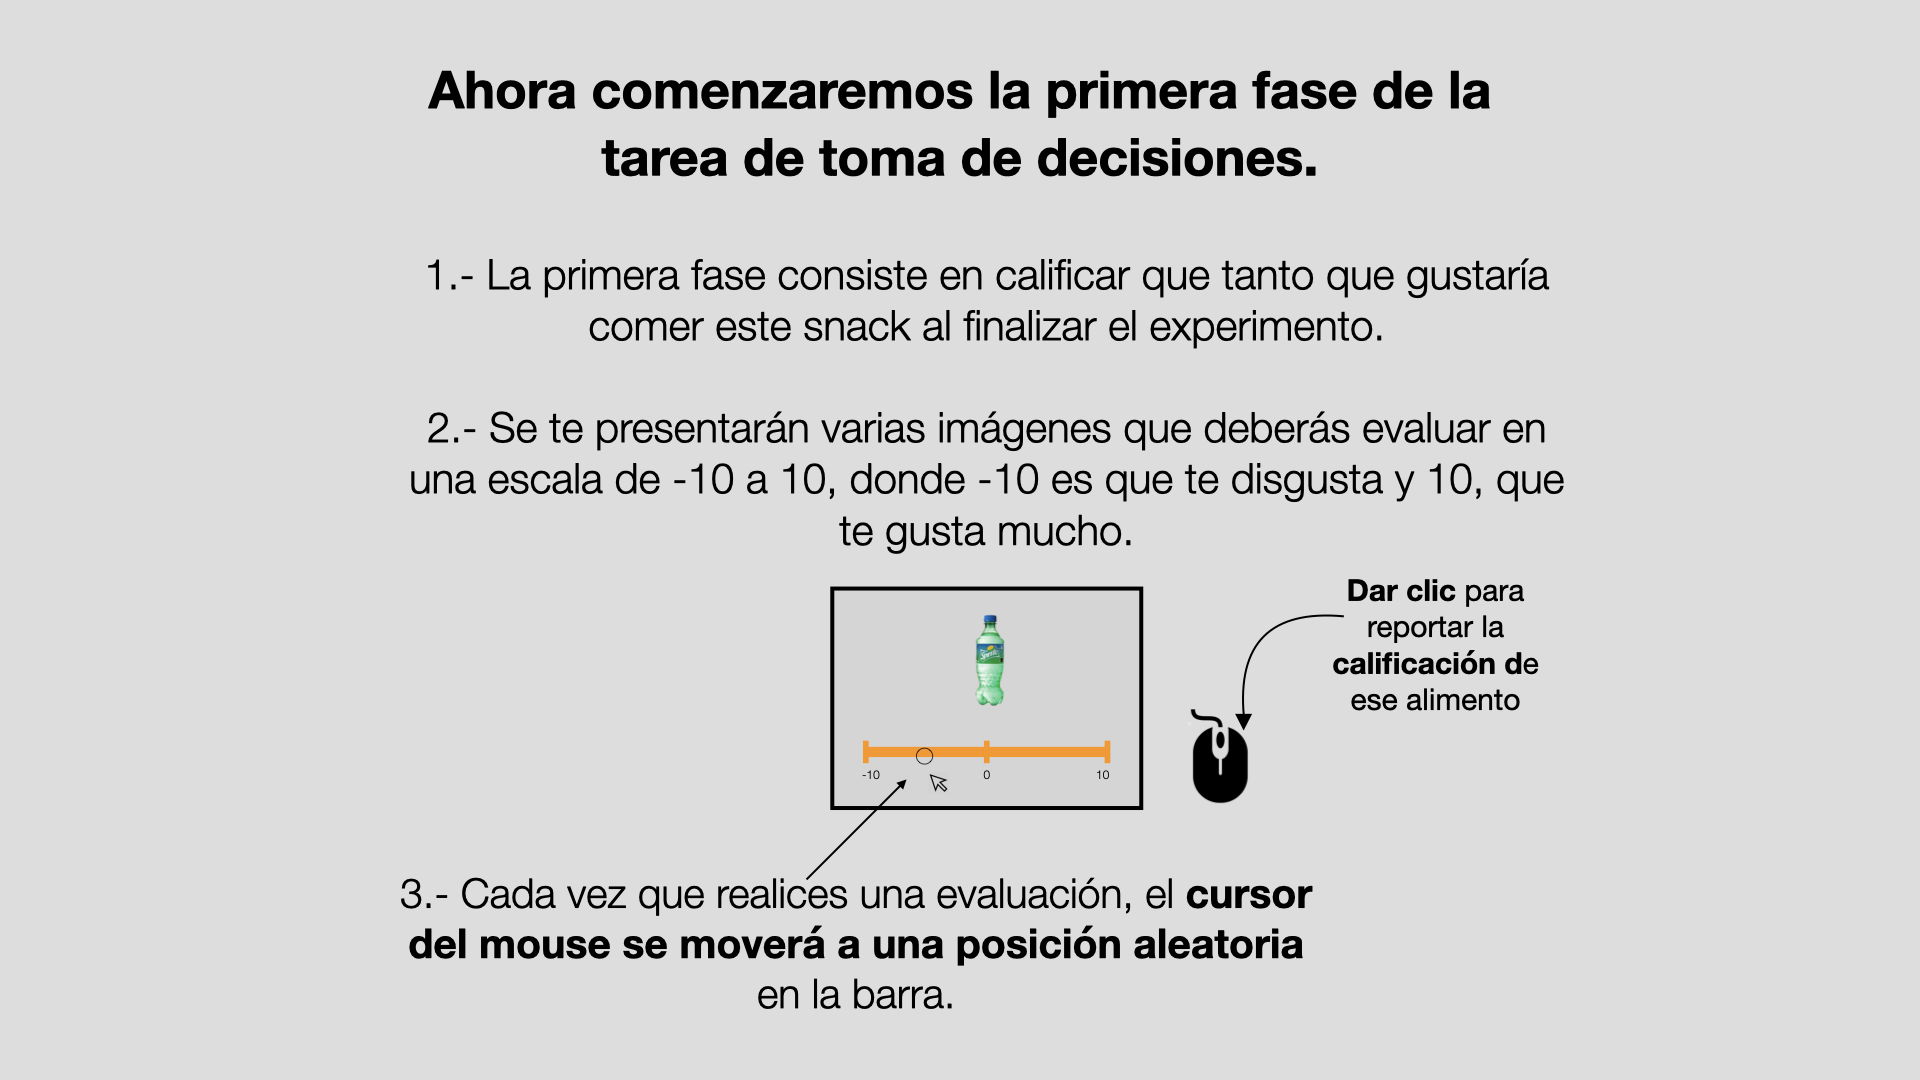 Ahora comenzaremos la primera fase de la
tarea de toma de decisiones.
1.- La primera fase consiste en calificar que tanto que gustaría
comer este snack al finalizar el experimento.
2.- Se te presentarán varias imágenes que deberás evaluar en
una escala de -10 a 10, donde -10 es que te disgusta y 10, que
te gusta mucho.
Dar clic para
reportar la
calificación de
ese alimento
Sprite
-10 0 10
3.- Cada vez que realices una evaluación, el cursor
del mouse se moverá a una posición aleatoria
en la barra.